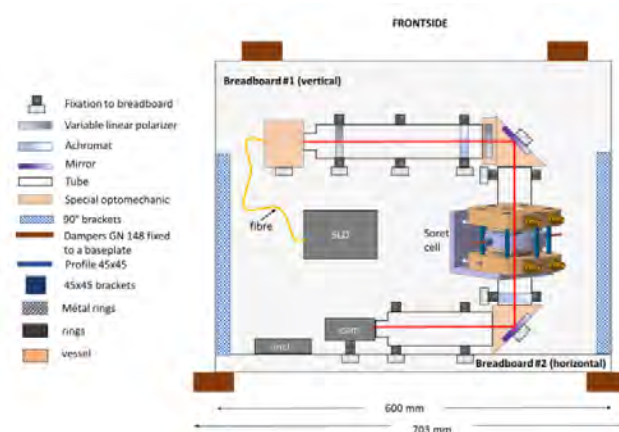 FRONTSIDE
Breadboard #1 (vertical)
Fixation to breadboard
Variable linear polarizer
Achromat
Mirror
Tube
Special optomechanic
90° brackets
Dampers GN 148 fixed
to a baseplate
Profile 45x45
45x45 brackets
Métal rings
rings
vessel
fibre
SLD
Soret
cell
Breadboard #2 (horizontal)
600 mm
703 mm